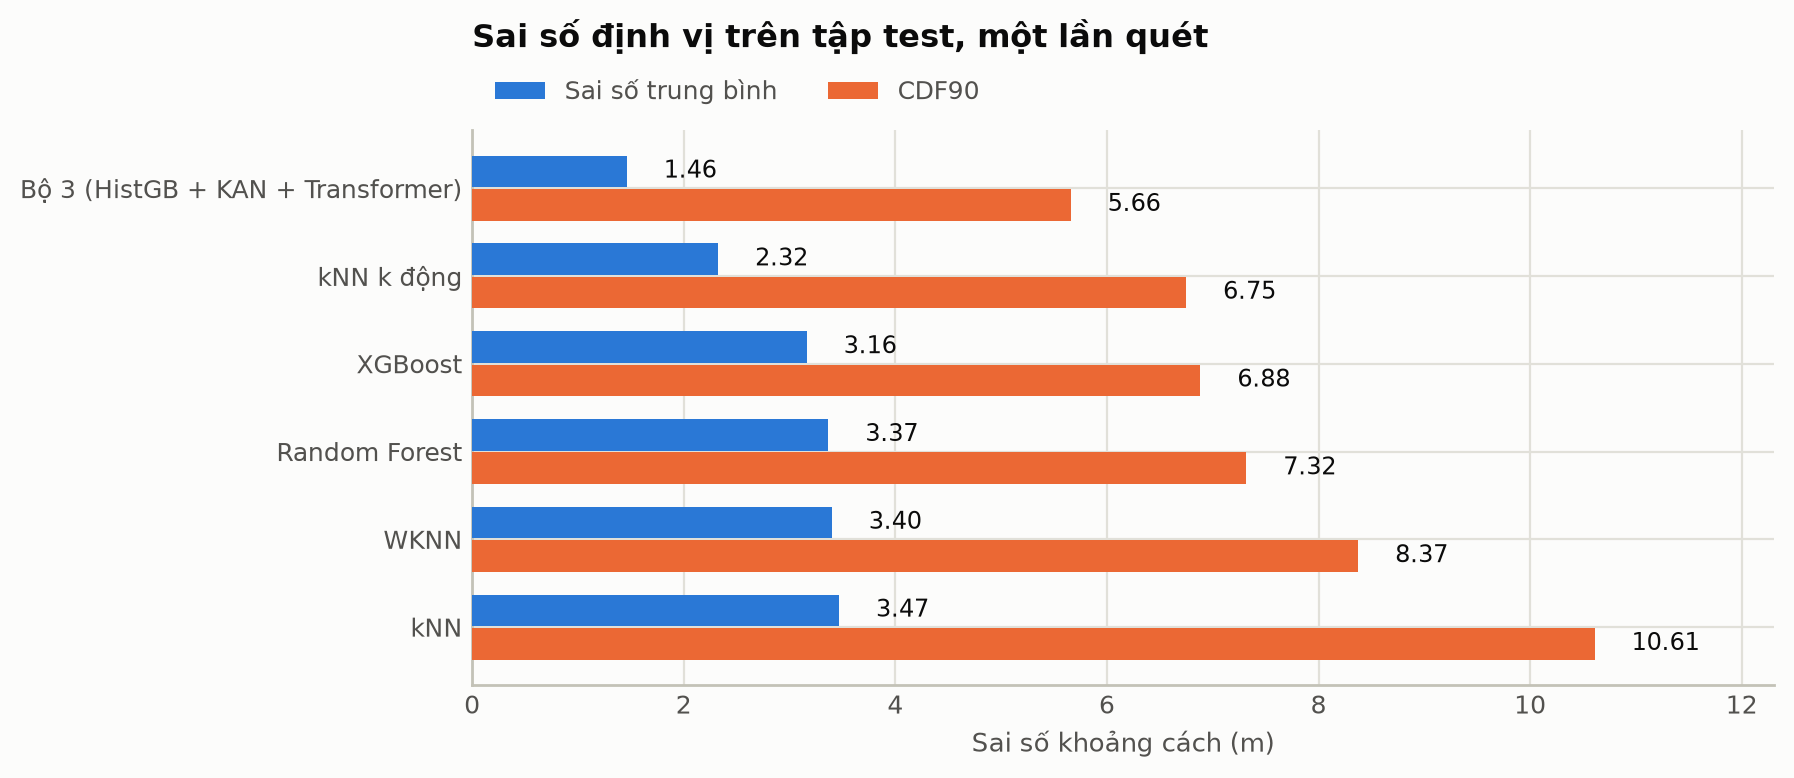 Sai số định vị trên tập test, một lần quét
Sai số trung bình CDF90
Bộ 3 (HistGB + KAN + Transformer) 1.46
5.66
kNN k động 2.32
6.75
XGBoost 3.16
6.88
Random Forest 3.37
7.32
WKNN 3.40
8.37
kNN 3.47
10.61
0 2 4 6 8 10 12
Sai số khoảng cách (m)